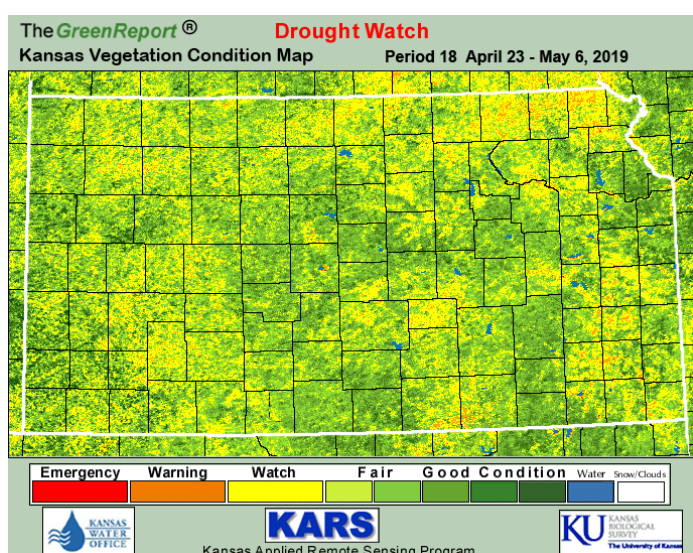 The GreenReport ® Drought Watch
Kansas Vegetation Condition Map Period 18 April 23 - May 6, 2019
Emergency Warning Watch Fair Good Condition Water Snow/Clouds
KANSAS
WATER
OFFICE
KARS
Kansas Applied Remote Sensing Program
KU
KANSAS
BIOLOGICAL
SURVEY
The University of Kansas